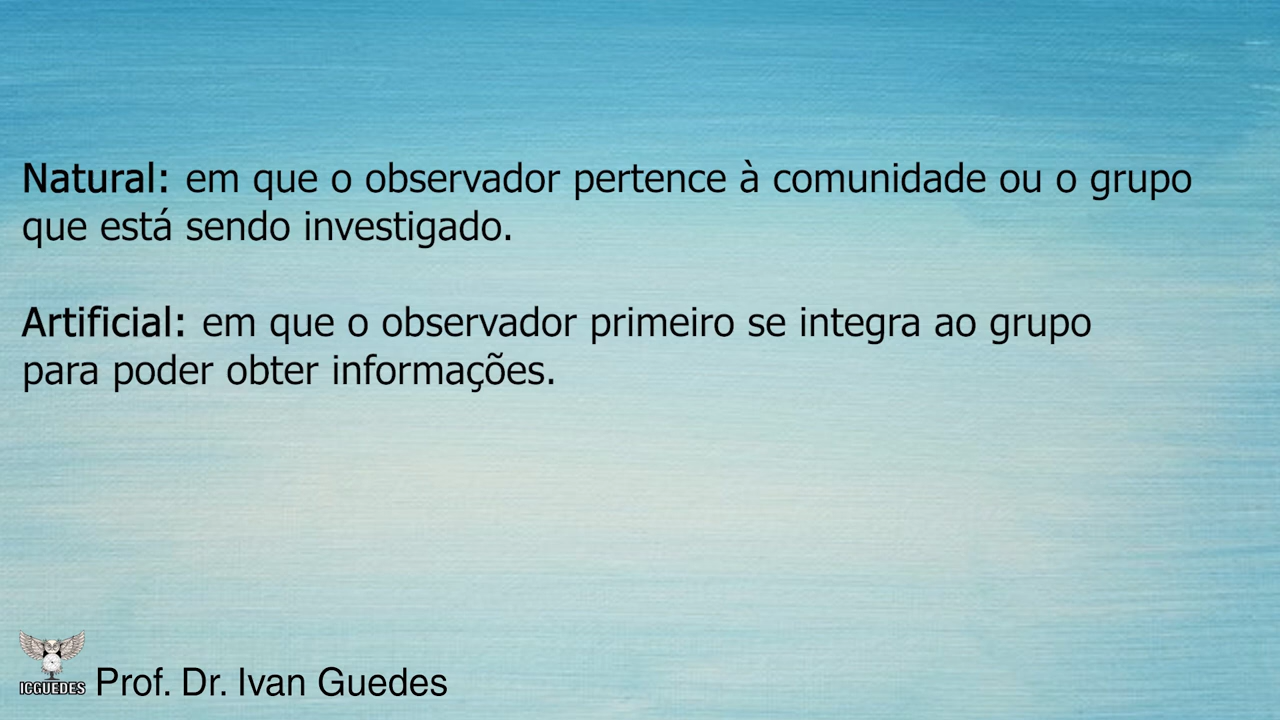 Natural: em que o observador pertence à comunidade ou o grupo
que está sendo investigado.
Artificial: em que o observador primeiro se integra ao grupo
para poder obter informações.
ICGUEDES
Prof. Dr. Ivan Guedes